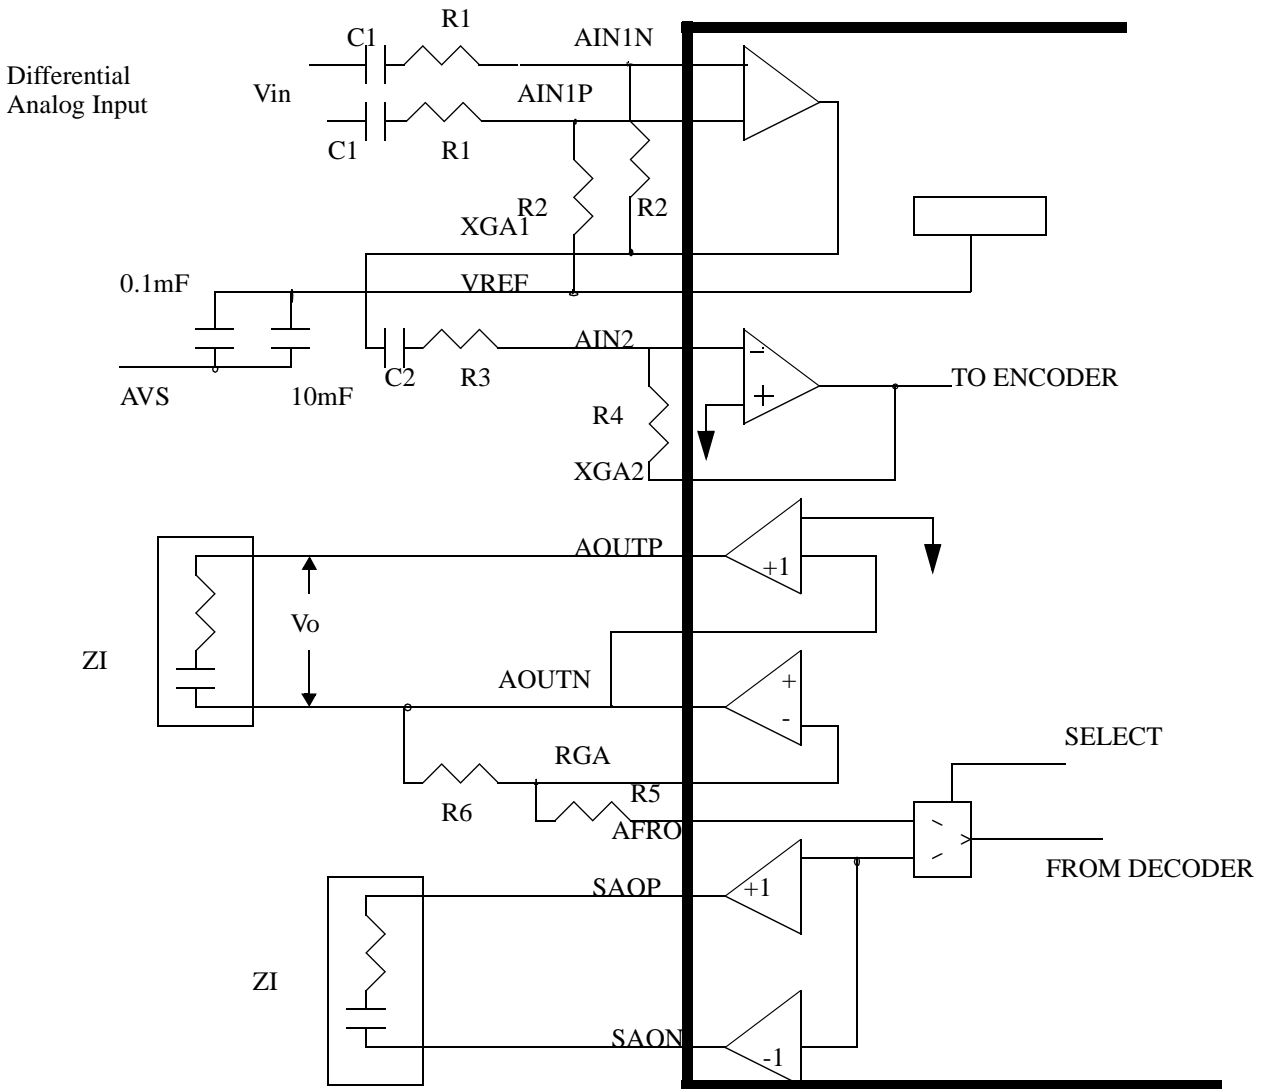 R1
C1
AIN1N
Differential
Analog Input
Vin
AIN1P
C1
R1
R2
R2
XGA1
0.1mF
VREF
AIN2
C2
R3
AVS
10mF
−
TO ENCODER
+
R4
XGA2
AOUTP
+1
Vo
ZI
AOUTN
+
-
SELECT
RGA
R5
R6
AFRO
FROM DECODER
SAOP
+1
ZI
SAON
-1